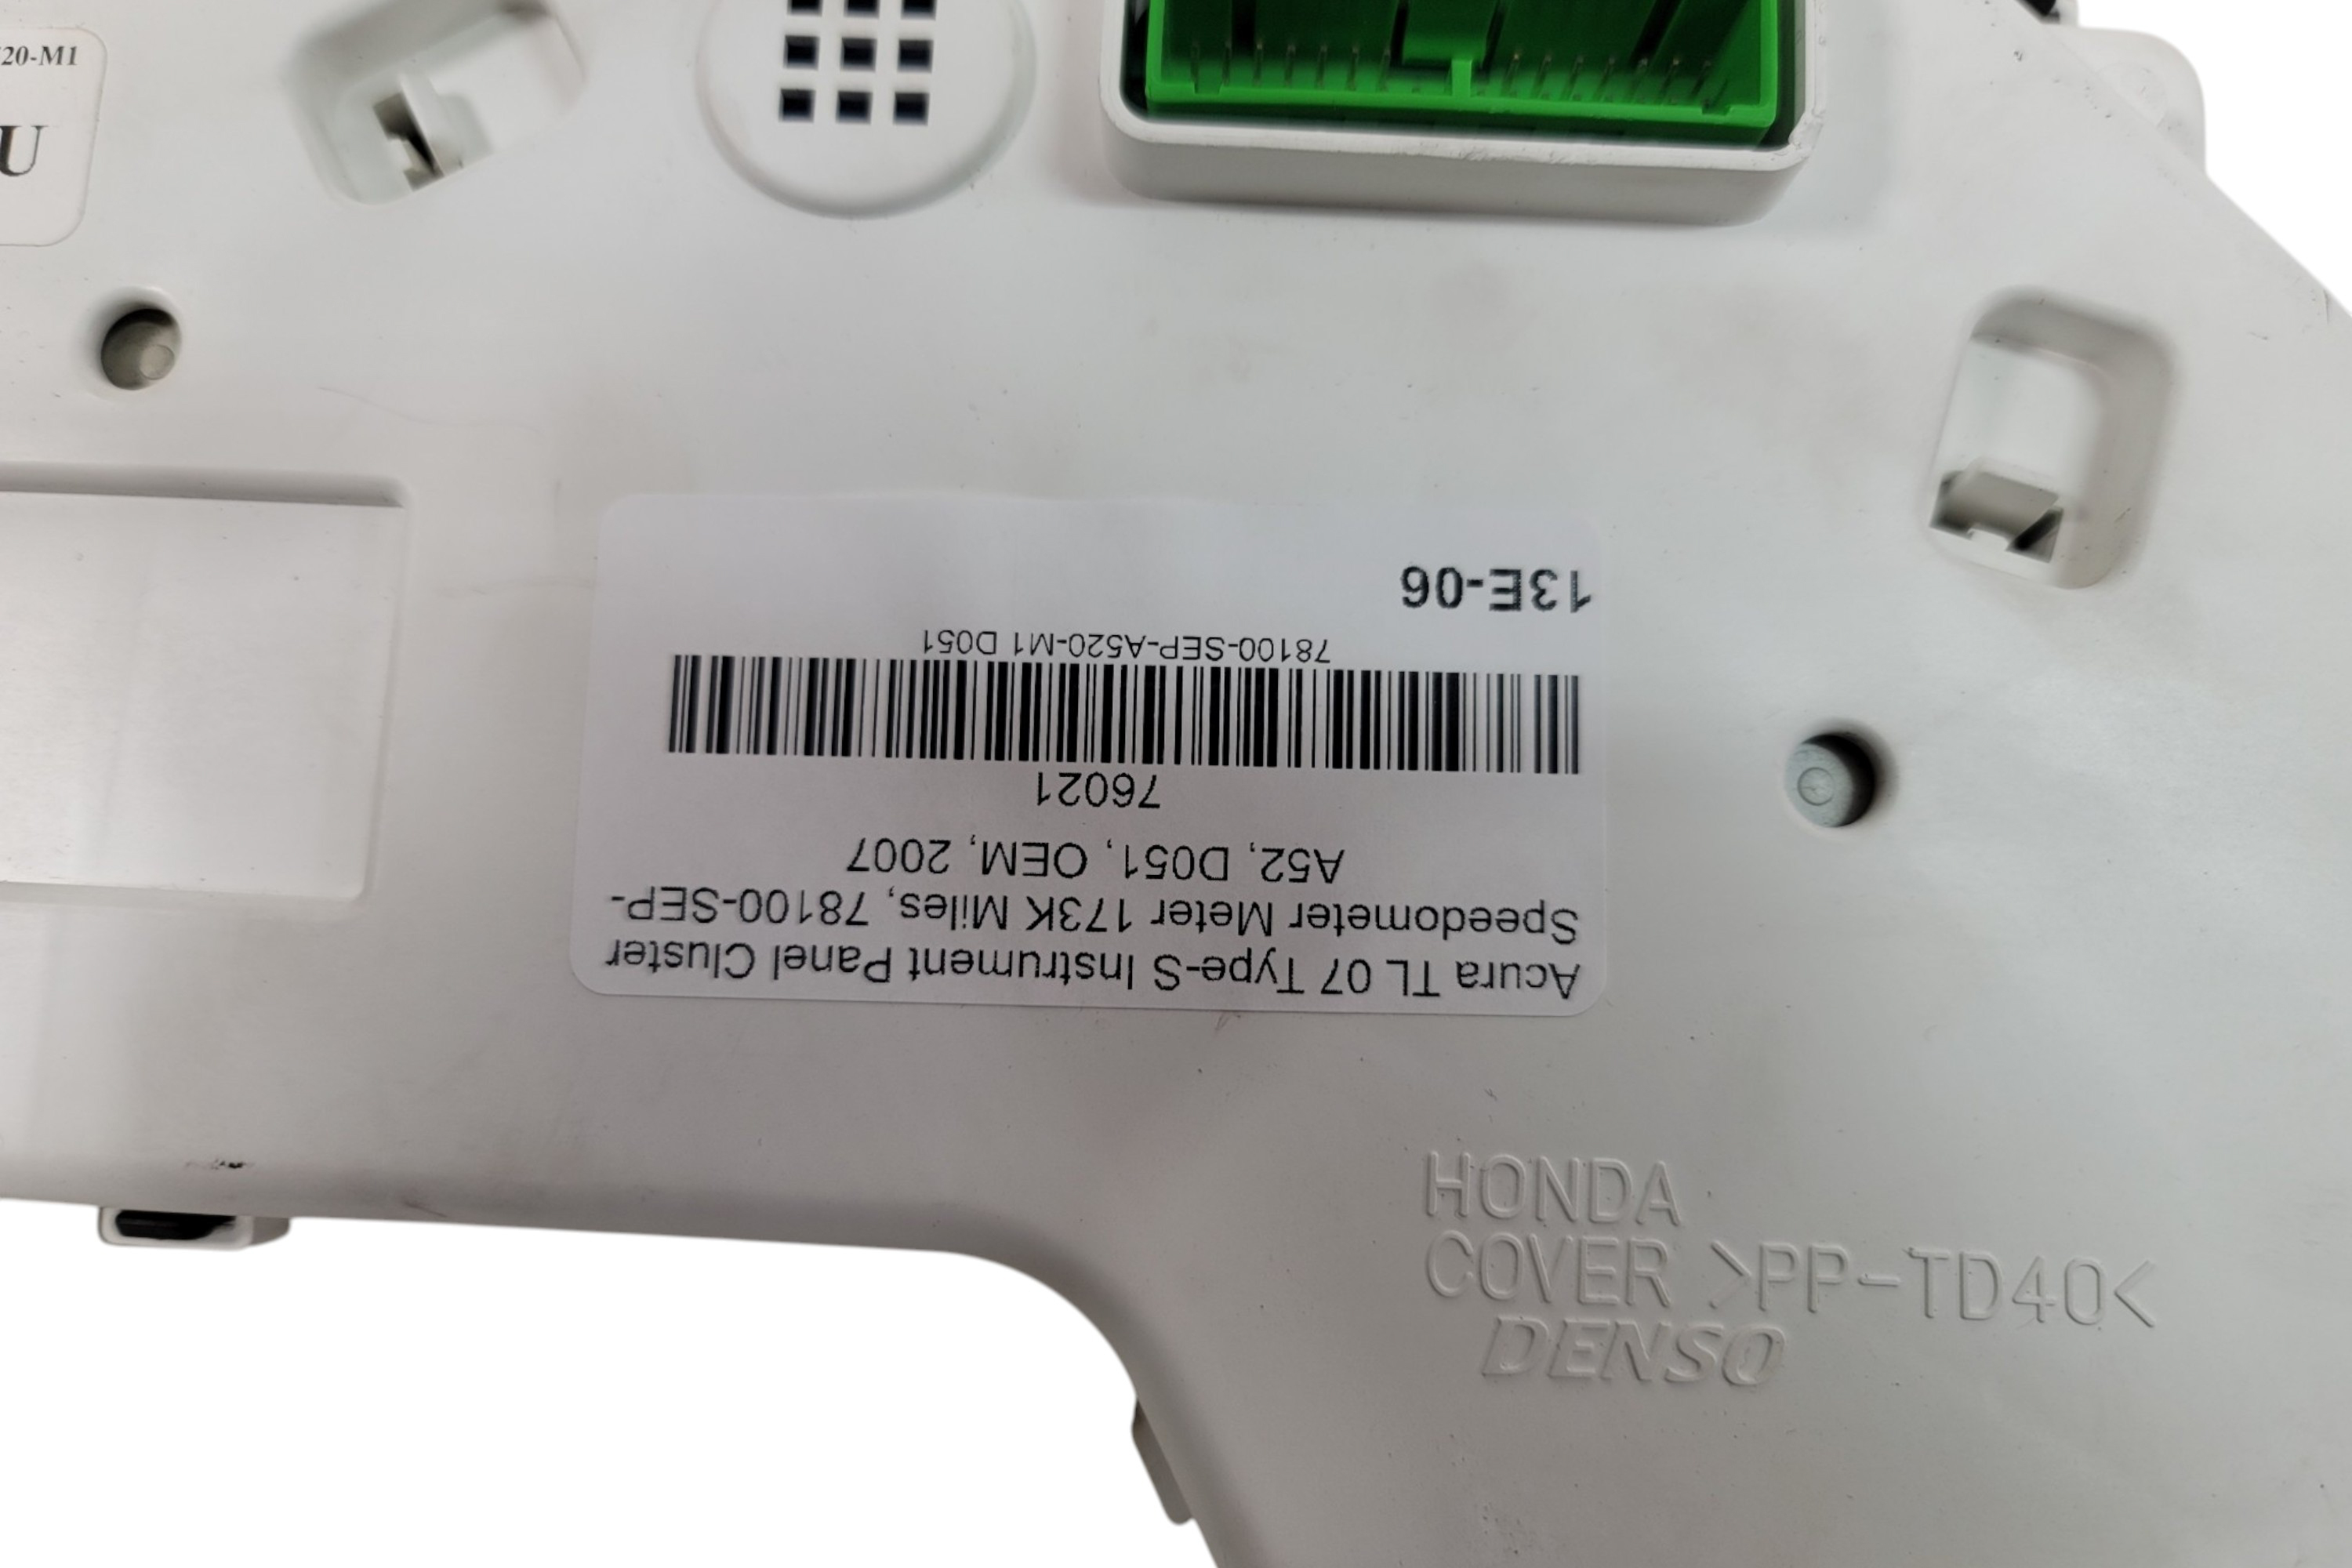 20-M1
U
Acura TL 07 Type-S Instrument Panel Cluster
Speedometer Meter 173K Miles, 78100-SEP-
A52, D051, OEM, 2007
76021
78100-SEP-A520-M1 D051
13E-06
HONDA
COVER >PP-TD40<
DENSO